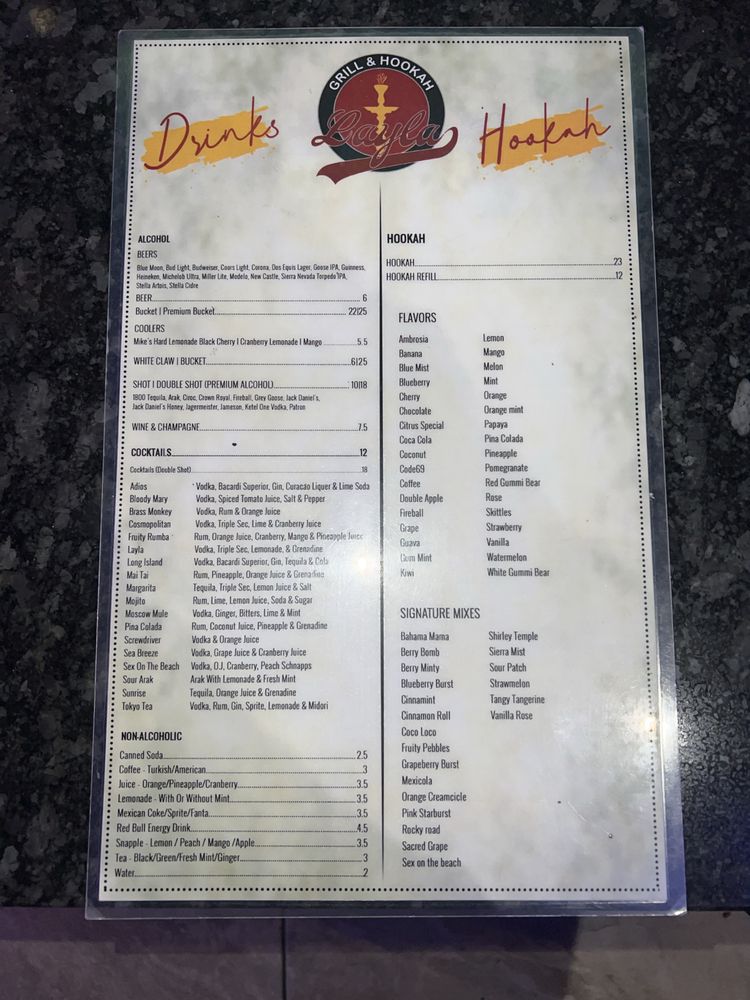 GRILL & HOOKAH
Layla
Drinks
Hookah
ALCOHOL
BEERS
Blue Moon, Bud Light, Budweiser, Coors Light, Corona, Dos Equis Lager, Goose IPA, Guinness,
Heineken, Michelob Ultra, Miller Lite, Modelo, New Castle, Sierra Nevada Torpedo IPA,
Stella Artois, Stella Cidre
BEER 6
Bucket | Premium Bucket 22|25
COOLERS
Mike's Hard Lemonade Black Cherry | Cranberry Lemonade | Mango 5.5
WHITE CLAW | BUCKET 6|25
SHOT | DOUBLE SHOT (PREMIUM ALCOHOL) 10|18
1800 Tequila, Arak, Ciroc, Crown Royal, Fireball, Grey Goose, Jack Daniel's,
Jack Daniel's Honey, Jagermeister, Jameson, Ketel One Vodka, Patron
WINE & CHAMPAGNE 7.5
COCKTAILS 12
Cocktails (Double Shot) 18
Adios Vodka, Bacardi Superior, Gin, Curacao Liquer & Lime Soda
Bloody Mary Vodka, Spiced Tomato Juice, Salt & Pepper
Brass Monkey Vodka, Rum & Orange Juice
Cosmopolitan Vodka, Triple Sec, Lime & Cranberry Juice
Fruity Rumba Rum, Orange Juice, Cranberry, Mango & Pineapple Juice
Layla Vodka, Triple Sec, Lemonade, & Grenadine
Long Island Vodka, Bacardi Superior, Gin, Tequila & Cola
Mai Tai Rum, Pineapple, Orange Juice & Grenadine
Margarita Tequila, Triple Sec, Lemon Juice & Salt
Mojito Rum, Lime, Lemon Juice, Soda & Sugar
Moscow Mule Vodka, Ginger, Bitters, Lime & Mint
Pina Colada Rum, Coconut Juice, Pineapple & Grenadine
Screwdriver Vodka & Orange Juice
Sea Breeze Vodka, Grape Juice & Cranberry Juice
Sex On The Beach Vodka, O.J, Cranberry, Peach Schnapps
Sour Arak Arak With Lemonade & Fresh Mint
Sunrise Tequila, Orange Juice & Grenadine
Tokyo Tea Vodka, Rum, Gin, Sprite, Lemonade & Midori
NON-ALCOHOLIC
Canned Soda 2.5
Coffee - Turkish/American 3
Juice - Orange/Pineapple/Cranberry 3.5
Lemonade - With Or Without Mint 3.5
Mexican Coke/Sprite/Fanta 3.5
Red Bull Energy Drink 4.5
Snapple - Lemon / Peach / Mango /Apple 3.5
Tea - Black/Green/Fresh Mint/Ginger 3
Water 2
HOOKAH
HOOKAH 23
HOOKAH REFILL 12
FLAVORS
Ambrosia Lemon
Banana Mango
Blue Mist Melon
Blueberry Mint
Cherry Orange
Chocolate Orange mint
Citrus Special Papaya
Coca Cola Pina Colada
Coconut Pineapple
Code69 Pomegranate
Coffee Red Gummi Bear
Double Apple Rose
Fireball Skittles
Grape Strawberry
Guava Vanilla
Gum Mint Watermelon
Kiwi White Gummi Bear
SIGNATURE MIXES
Bahama Mama Shirley Temple
Berry Bomb Sierra Mist
Berry Minty Sour Patch
Blueberry Burst Strawmelon
Cinnamint Tangy Tangerine
Cinnamon Roll Vanilla Rose
Coco Loco
Fruity Pebbles
Grapeberry Burst
Mexicola
Orange Creamcicle
Pink Starburst
Rocky road
Sacred Grape
Sex on the beach